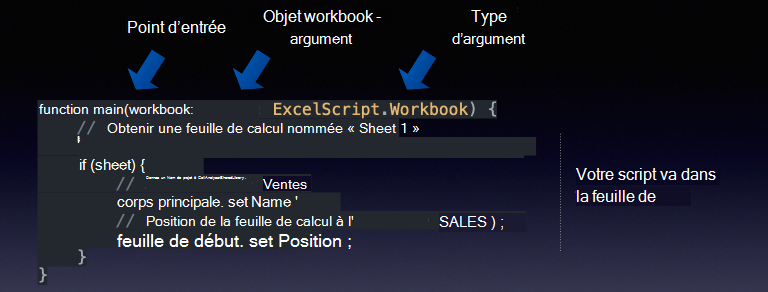 Point d'entrée
Objet workbook -
argument
Type
d'argument
function main(workbook: ExcelScript.Workbook) {
// Obtenir une feuille de calcul nommée « Sheet 1 »
if (sheet) {
//
Ventes
corps principale. set Name '
// Position de la feuille de calcul à l' SALES ) ;
feuille de début. set Position ;
}
}
Votre script va dans
la feuille de